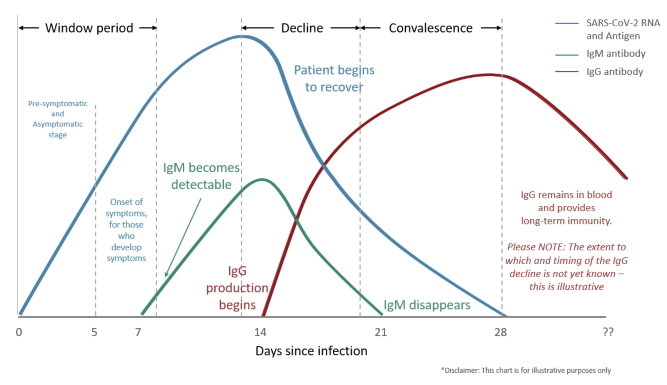 Window period
Decline
Convalescence
SARS-CoV-2 RNA
and Antigen
IgM antibody
IgG antibody
Patient begins
to recover
Pre-symptomatic
and
Asymptomatic
stage
IgM becomes
detectable
Onset of
symptoms,
for those
who
develop
symptoms
IgG remains in blood
and provides
long-term immunity.
Please NOTE: The extent to
which and timing of the IgG
decline is not yet known –
this is illustrative
IgG
production
begins
IgM disappears
0 5 7 14 21 28 ??
Days since infection
*Disclaimer: This chart is for illustrative purposes only